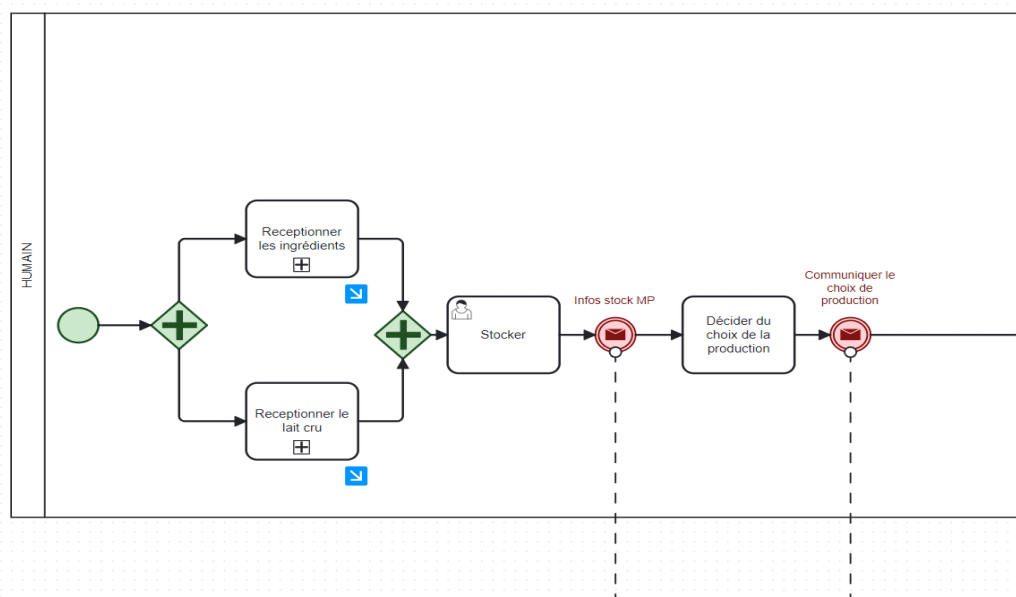 HUMAIN
Receptionner
les ingrédients
Receptionner le
lait cru
Stocker
Infos stock MP
Décider du
choix de la
production
Communiquer le
choix de
production